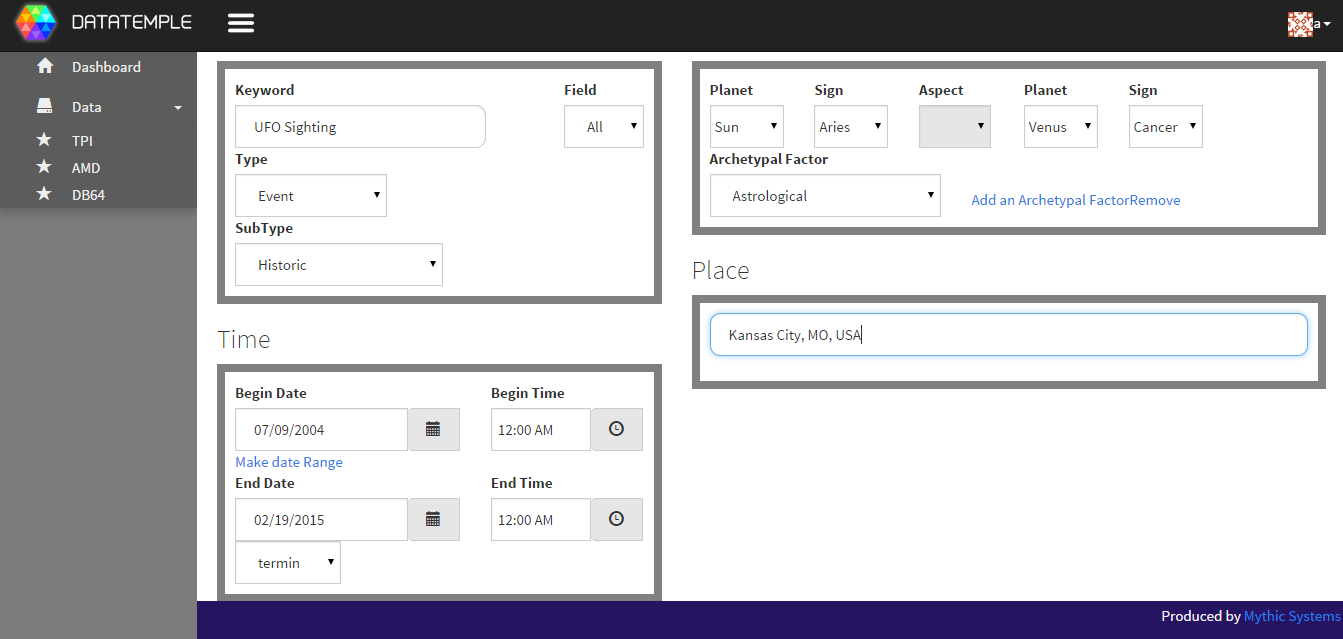 DATATEMPLE
a
Dashboard
Data
TPI
AMD
DB64
Keyword Field
UFO Sighting All
Type
Event
SubType
Historic
Time
Begin Date Begin Time
07/09/2004 12:00 AM
Make date Range
End Date End Time
02/19/2015 12:00 AM
termin
Planet Sign Aspect Planet Sign
Sun Aries Venus Cancer
Archetypal Factor
Astrological Add an Archetypal FactorRemove
Place
Kansas City, MO, USA
Produced by Mythic Systems